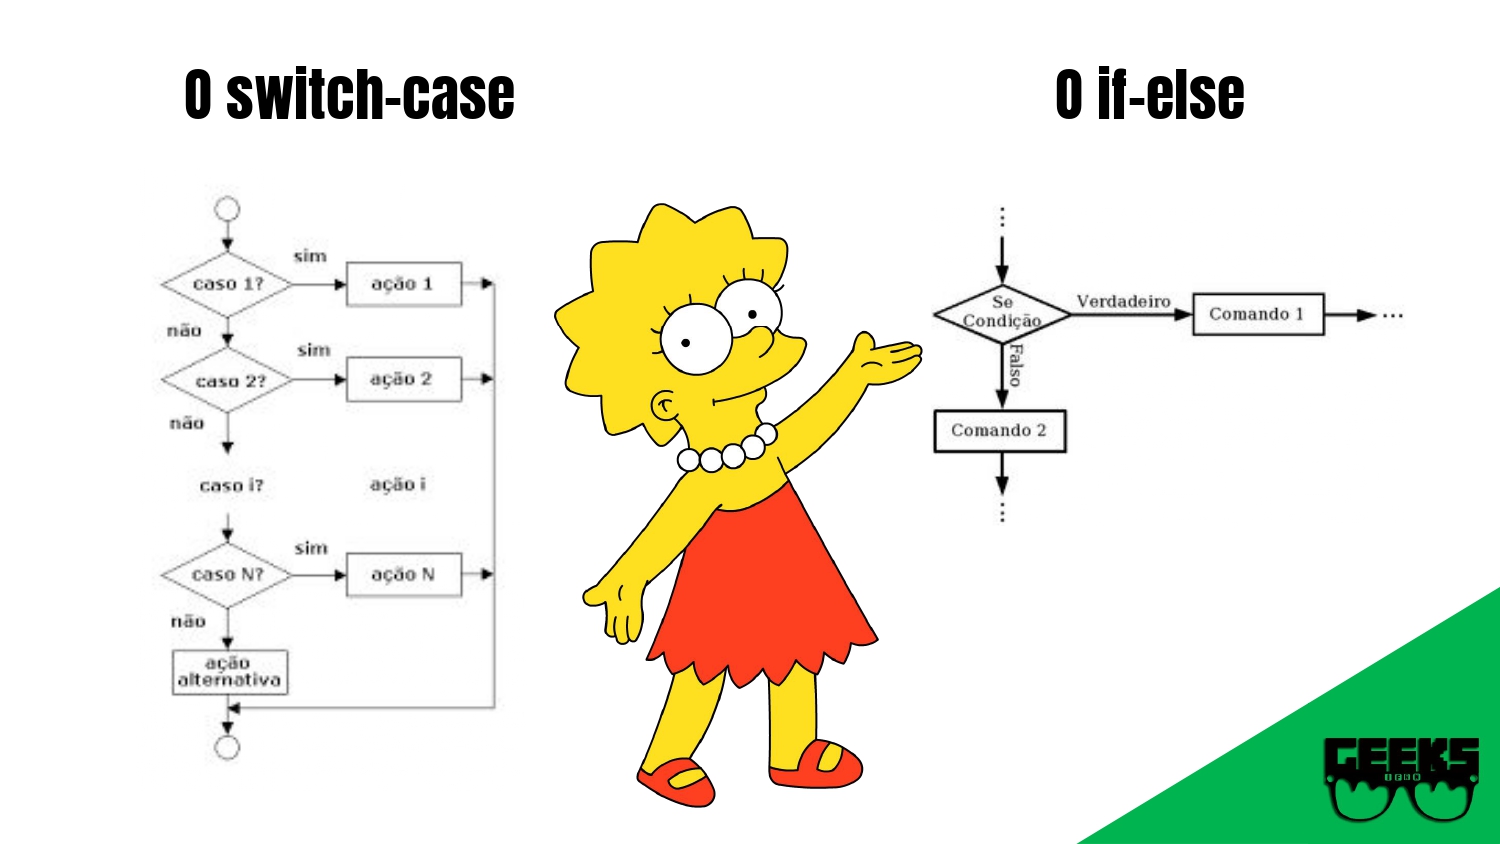 O switch-case
sim
caso 1?
ação 1
não
sim
caso 2?
ação 2
não
caso i?
ação i
sim
caso N?
ação N
não
ação
alternativa
O if-else
...
Se
Condição
Verdadeiro
Comando 1
...
Falso
Comando 2
...
GEEKS
IFRN